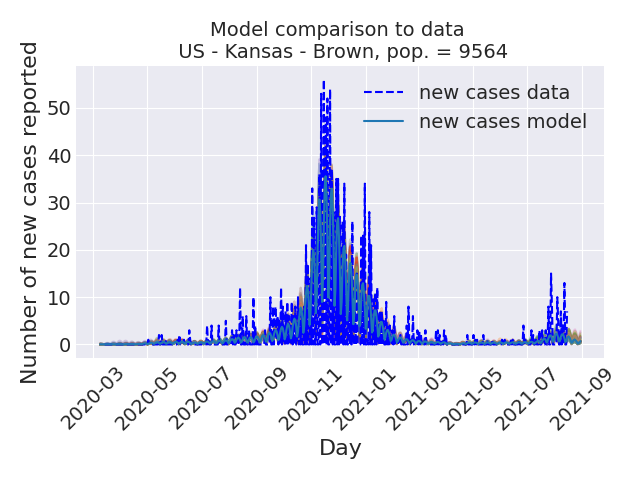 Model comparison to data
US - Kansas - Brown, pop. = 9564
Number of new cases reported
50
40
30
20
10
0
new cases data
new cases model
2020-03
2020-05
2020-07
2020-09
2020-11
2021-01
2021-03
2021-05
2021-07
2021-09
Day